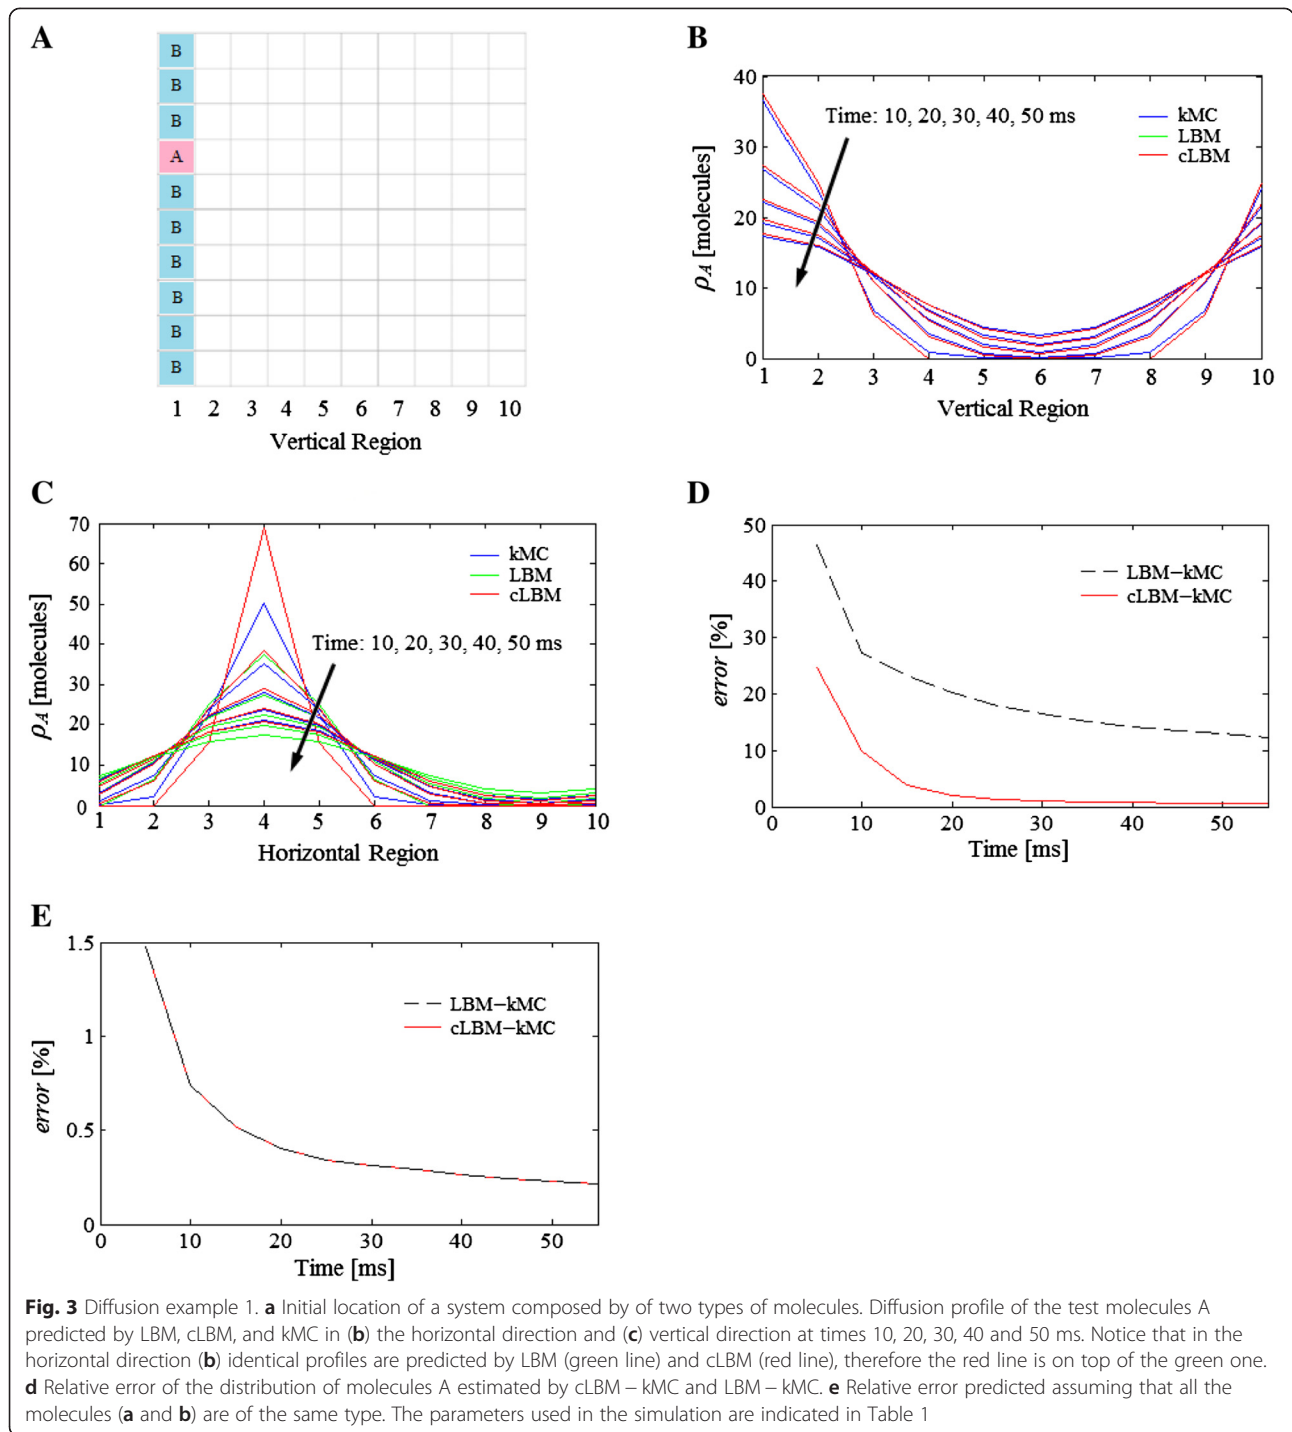 A
B
B
B
A
B
B
B
B
B
B
1 2 3 4 5 6 7 8 9 10
Vertical Region
B
40
30
20
10
0
ρA [molecules]
Time: 10, 20, 30, 40, 50 ms
kMC
LBM
cLBM
1 2 3 4 5 6 7 8 9 10
Vertical Region
C
70
60
50
40
30
20
10
0
ρA [molecules]
kMC
LBM
cLBM
Time: 10, 20, 30, 40, 50 ms
1 2 3 4 5 6 7 8 9 10
Horizontal Region
D
50
40
30
20
10
0
error [%]
LBM–kMC
cLBM–kMC
0 10 20 30 40 50
Time [ms]
E
1.5
1
0.5
0
error [%]
LBM–kMC
cLBM–kMC
0 10 20 30 40 50
Time [ms]
Fig. 3 Diffusion example 1. a Initial location of a system composed by of two types of molecules. Diffusion profile of the test molecules A
predicted by LBM, cLBM, and kMC in (b) the horizontal direction and (c) vertical direction at times 10, 20, 30, 40 and 50 ms. Notice that in the
horizontal direction (b) identical profiles are predicted by LBM (green line) and cLBM (red line), therefore the red line is on top of the green one.
d Relative error of the distribution of molecules A estimated by cLBM – kMC and LBM – kMC. e Relative error predicted assuming that all the
molecules (a and b) are of the same type. The parameters used in the simulation are indicated in Table 1